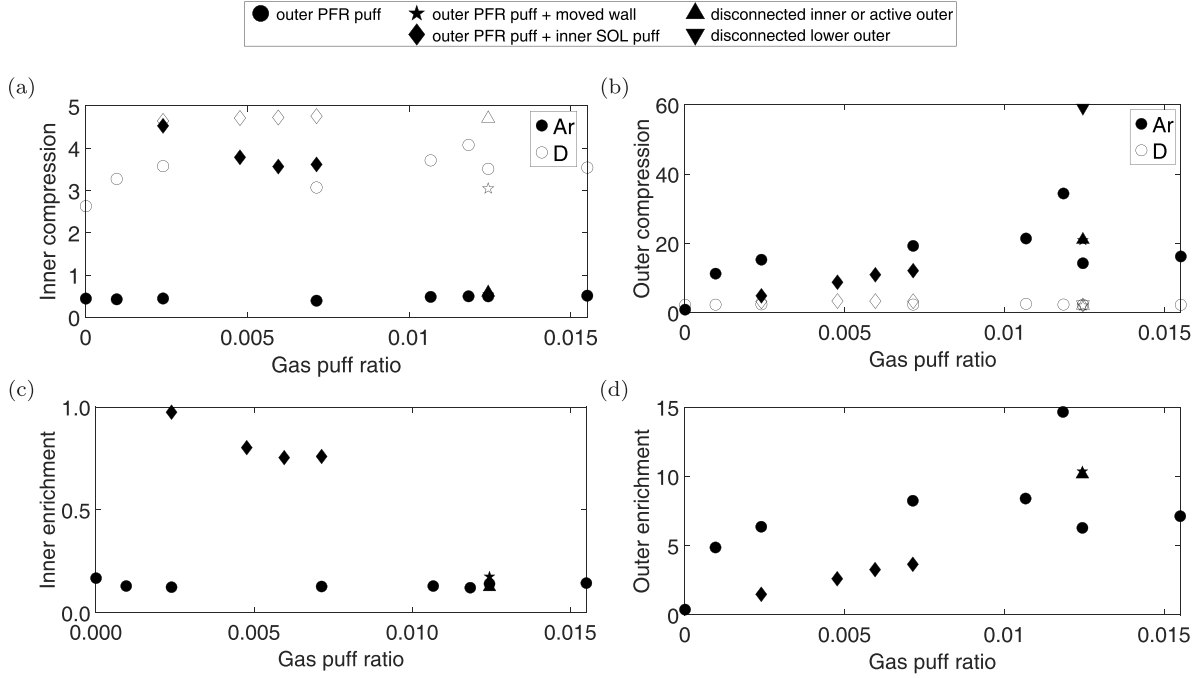 outer PFR puff
outer PFR puff + moved wall
disconnected inner or active outer
outer PFR puff + inner SOL puff
disconnected lower outer
(a)
Inner compression
5
4
3
2
1
0
0
0.005
0.010
0.015
Gas puff ratio
Ar
D
(b)
Outer compression
60
40
20
0
0
0.005
0.010
0.015
Gas puff ratio
Ar
D
(c)
Inner enrichment
1.0
0.5
0.0
0.000
0.005
0.010
0.015
Gas puff ratio
(d)
Outer enrichment
15
10
5
0
0
0.005
0.010
0.015
Gas puff ratio